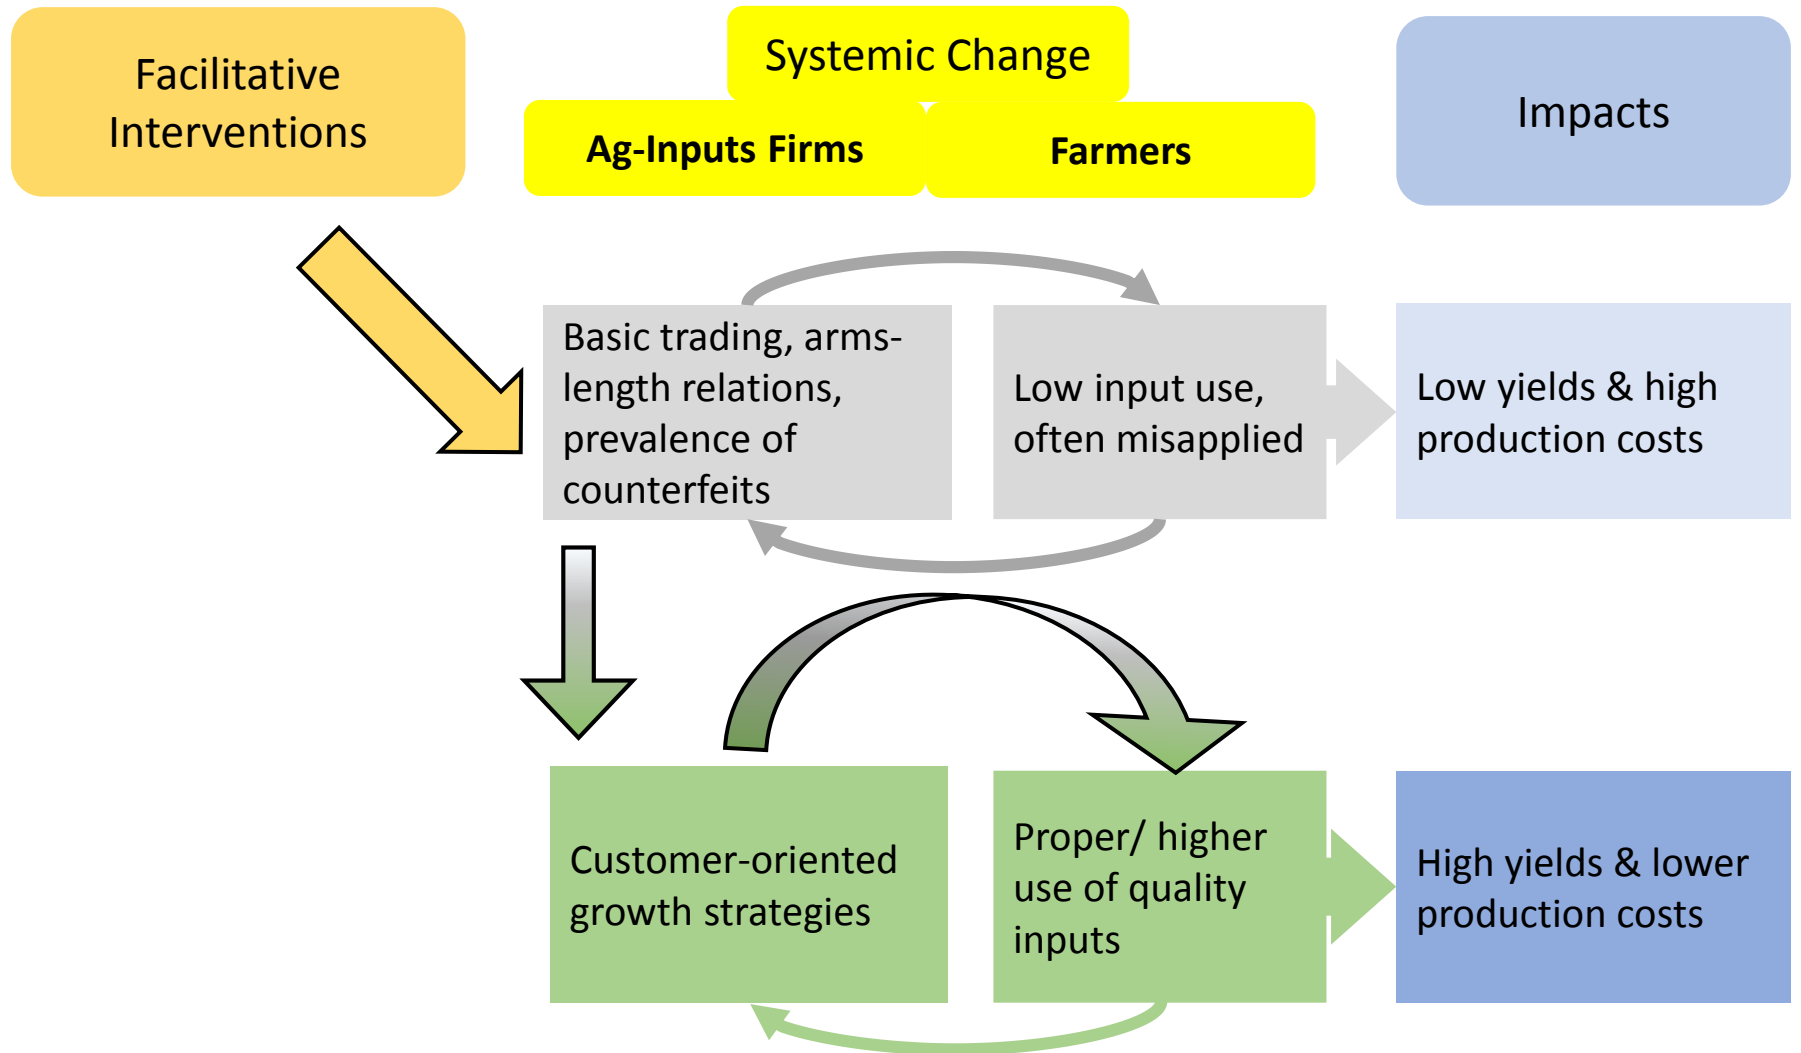 Facilitative
Interventions
Systemic Change
Ag-Inputs Firms
Farmers
Impacts
Basic trading, arms-
length relations,
prevalence of
counterfeits
Low input use,
often misapplied
Low yields & high
production costs
Customer-oriented
growth strategies
Proper/ higher
use of quality
inputs
High yields & lower
production costs